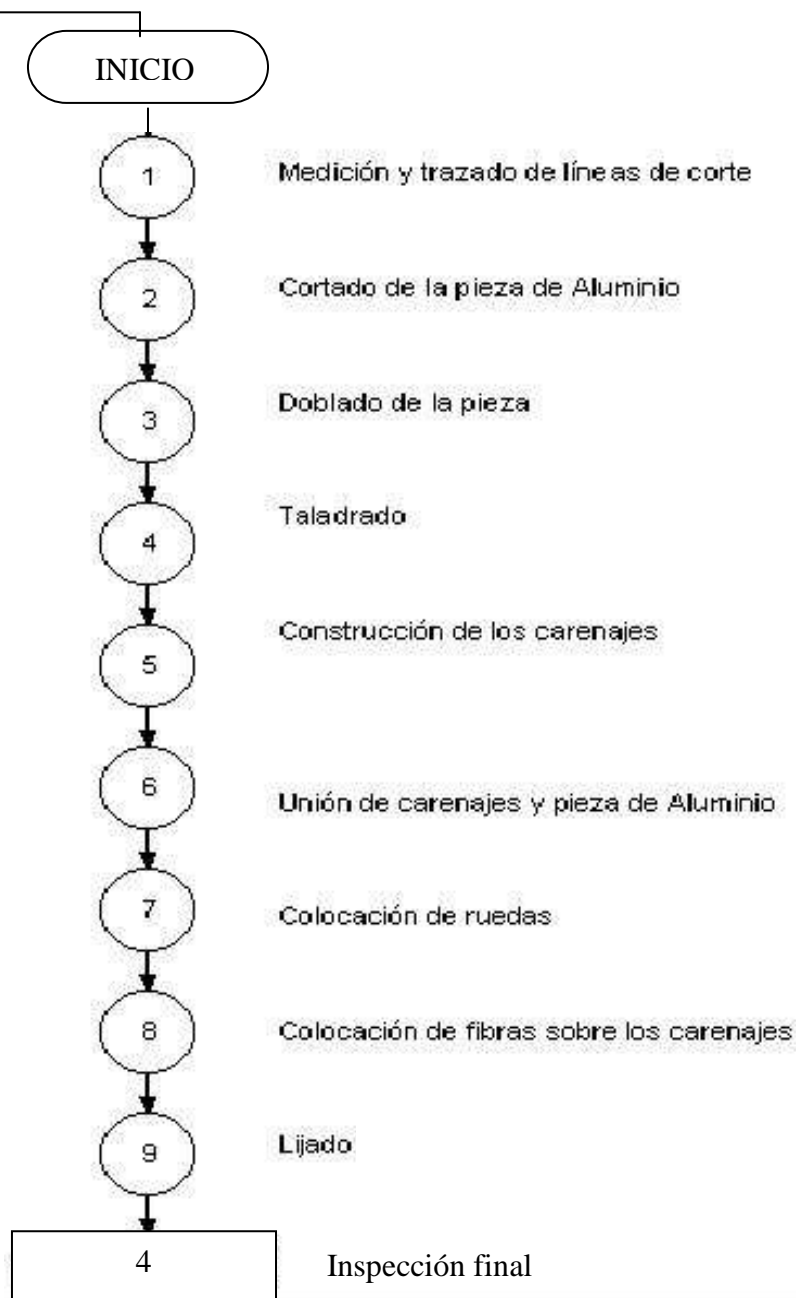 INICIO
1 Medición y trazado de líneas de corte
2 Cortado de la pieza de Aluminio
3 Doblado de la pieza
4 Taladrado
5 Construcción de los carenajes
6 Unión de carenajes y pieza de Aluminio
7 Colocación de ruedas
8 Colocación de fibras sobre los carenajes
9 Lijado
4 Inspección final